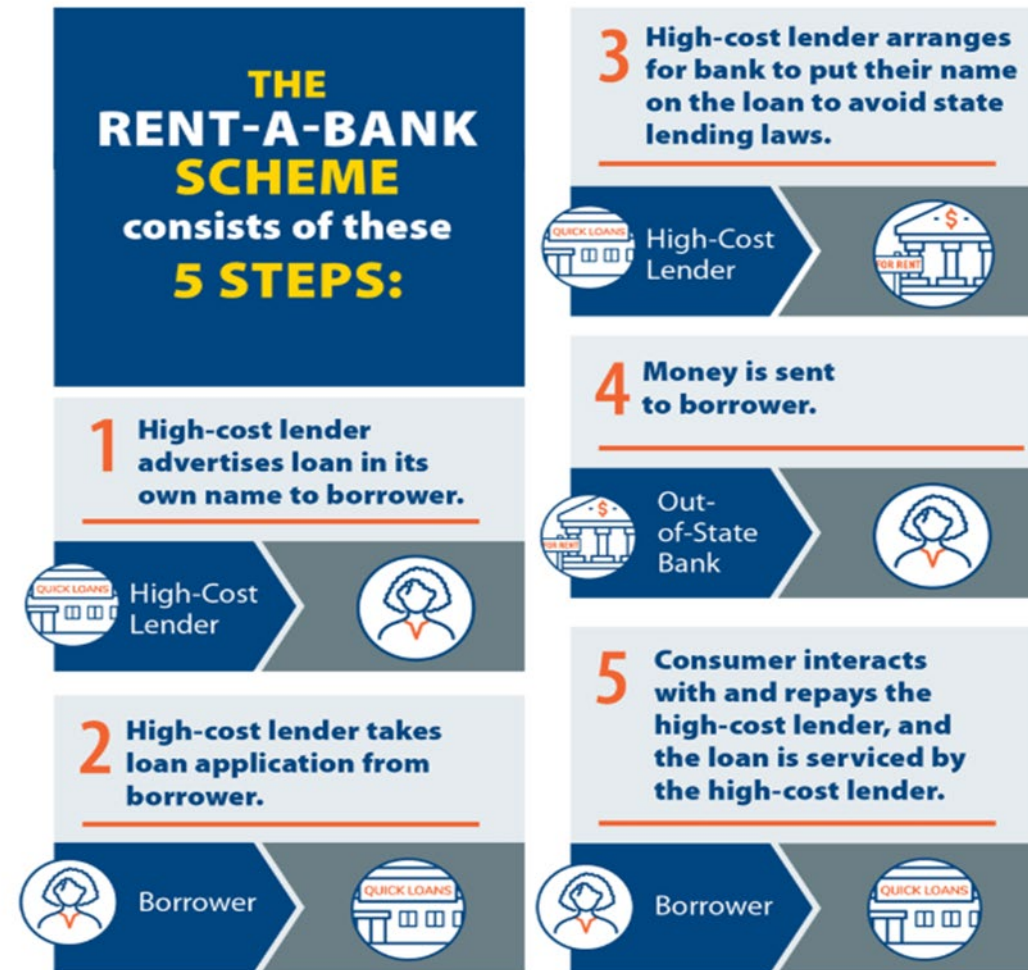 THE
RENT-A-BANK
SCHEME
consists of these
5 STEPS:
1 High-cost lender
advertises loan in its
own name to borrower.
QUICK LOANS
High-Cost
Lender
2 High-cost lender takes
loan application from
borrower.
Borrower
QUICK LOANS
3 High-cost lender arranges
for bank to put their name
on the loan to avoid state
lending laws.
QUICK LOANS
High-Cost
Lender
$
FOR RENT
4 Money is sent
to borrower.
$
FOR RENT
Out-
of-State
Bank
5 Consumer interacts
with and repays the
high-cost lender, and
the loan is serviced by
the high-cost lender.
Borrower
QUICK LOANS